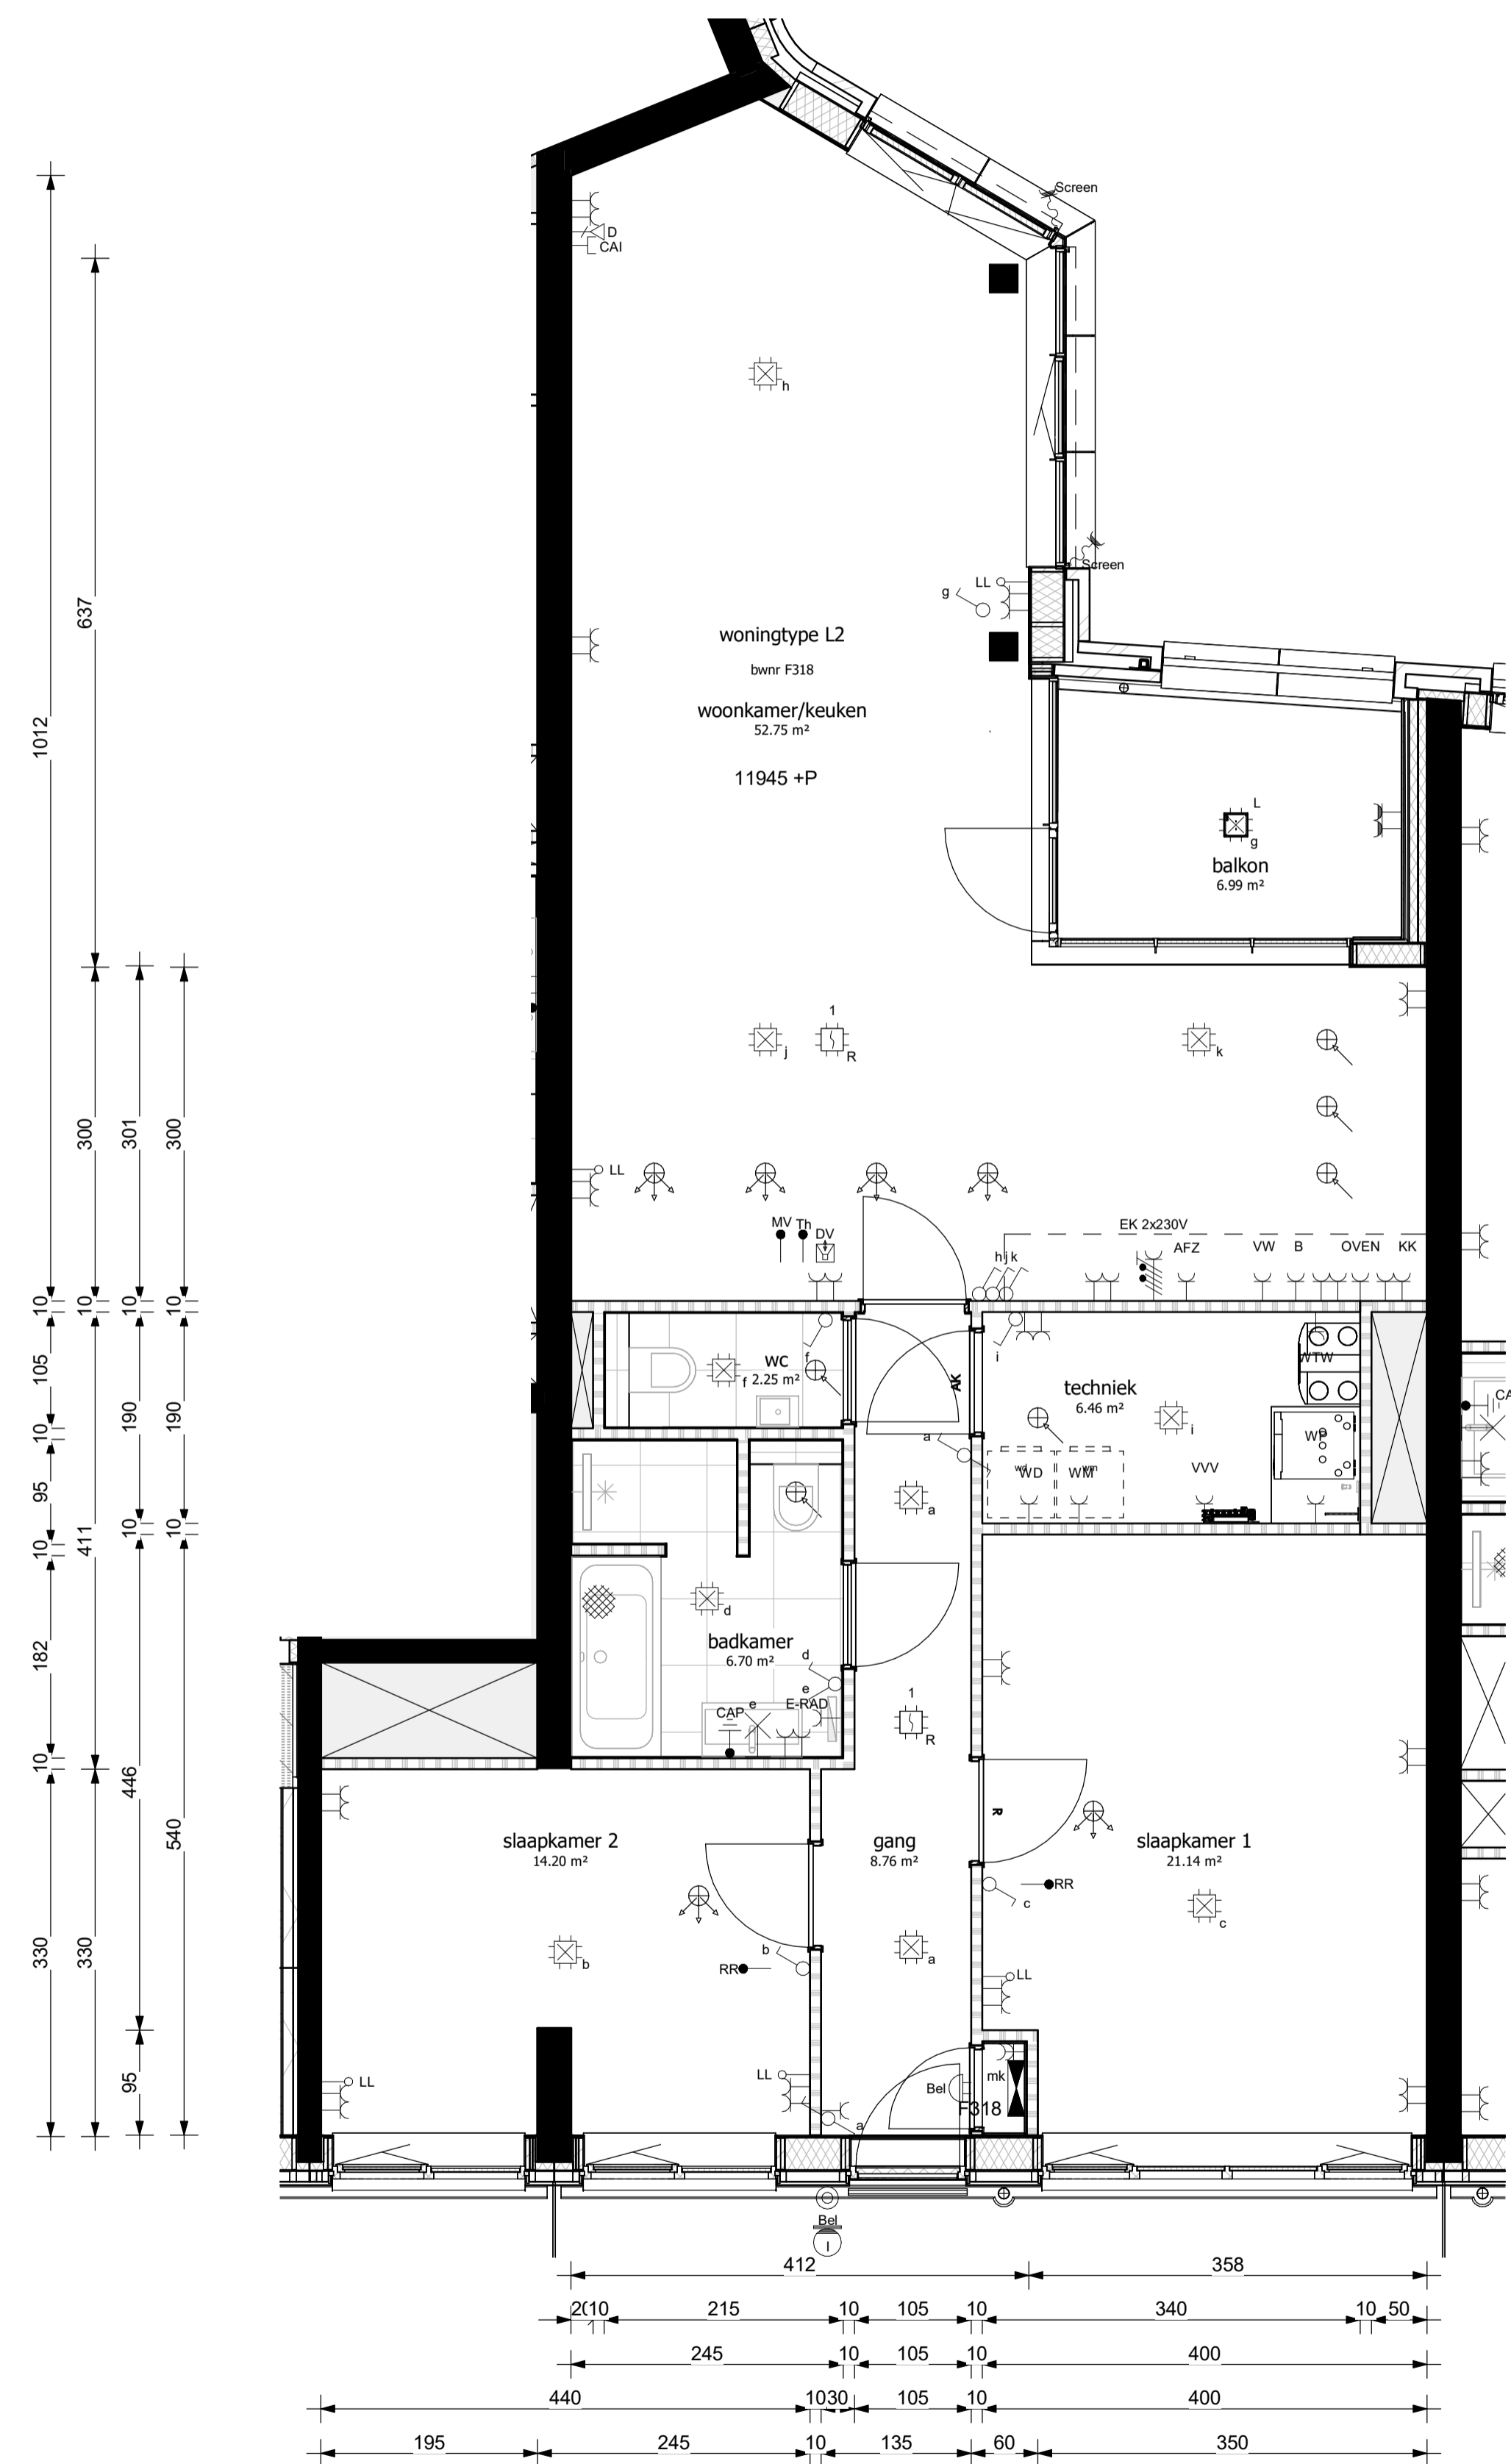 Screen
D
CAI
h
1012
637
Screen
LL
g
woningtype L2
bwnr F318
woonkamer/keuken
52.75 m²
11945 +P
L
g
balkon
6.99 m²
300
301
300
j
1
R
k
LL
MV
Th
DV
EK 2x230V
h
j
k
AFZ
VW
B
OVEN
KK
10
10
10
10
f
i
wc
f
2.25 m²
AK
techniek
6.46 m²
WTW
i
CA
105
190
190
10
a
wd
WD
wm
WM
VVV
WP
95
a
10
10
10
411
d
badkamer
6.70 m²
d
e
e
E-RAD
CAP
1
R
182
10
446
540
R
slaapkamer 2
14.20 m²
gang
8.76 m²
slaapkamer 1
21.14 m²
RR
c
c
b
b
a
RR
330
330
LL
95
LL
LL
mk
Bel
F318
a
Bel
412
358
20
10
215
10
105
10
340
10
50
245
10
105
10
400
440
10
30
105
10
400
195
245
10
135
60
350